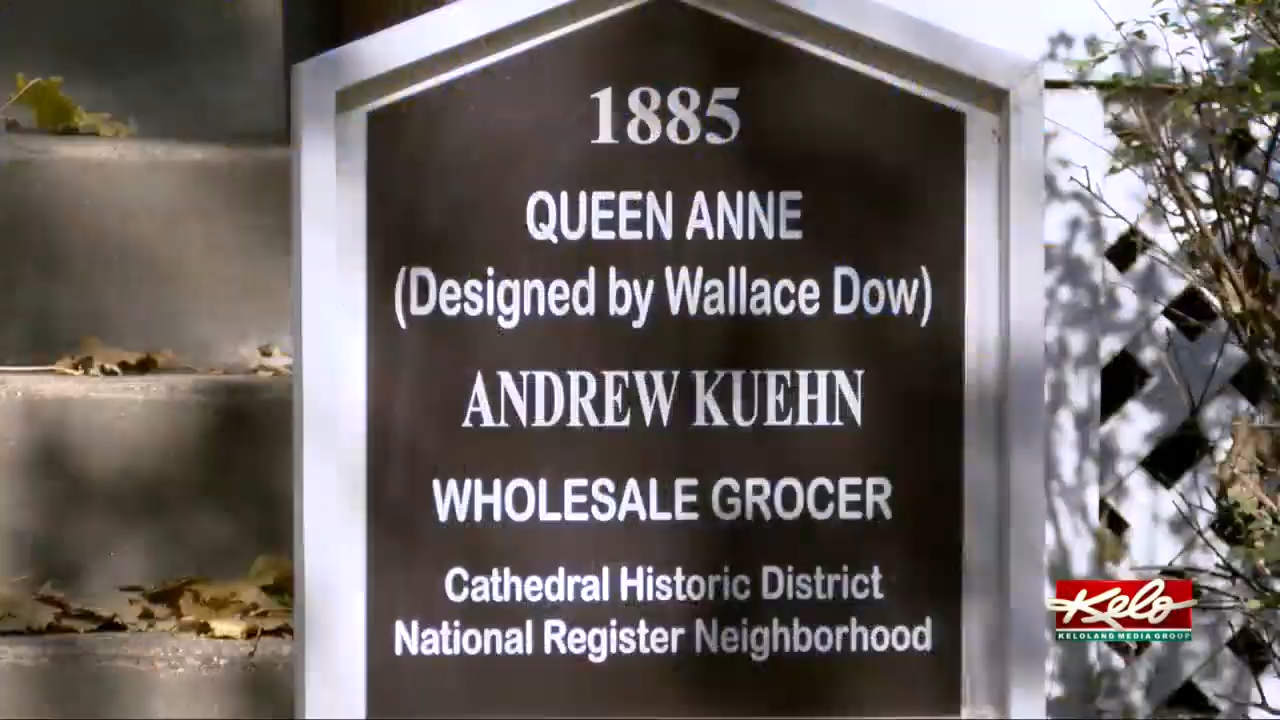 1885
QUEEN ANNE
(Designed by Wallace Dow)
ANDREW KUEHN
WHOLESALE GROCER
Cathedral Historic District
National Register Neighborhood
Kelo
KELOLAND MEDIA GROUP